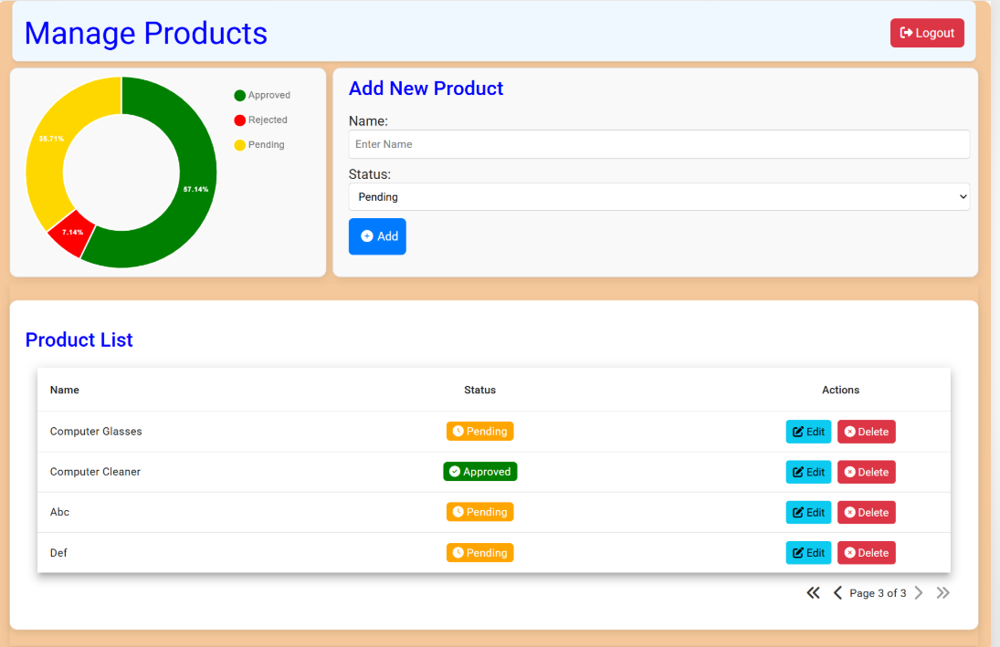 Manage Products
Logout
Approved
Rejected
Pending
35.71%
57.14%
7.14%
Add New Product
Name:
Enter Name
Status:
Pending
Add
Product List
Name Status Actions
Computer Glasses Pending Edit Delete
Computer Cleaner Approved Edit Delete
Abc Pending Edit Delete
Def Pending Edit Delete
Page 3 of 3